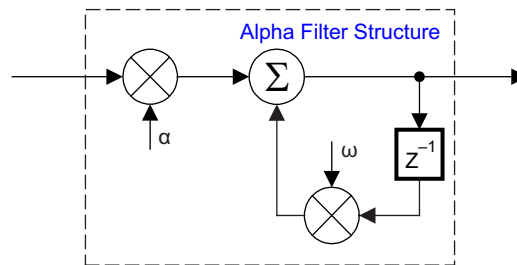 Alpha Filter Structure
Σ
α
ω
Z⁻¹